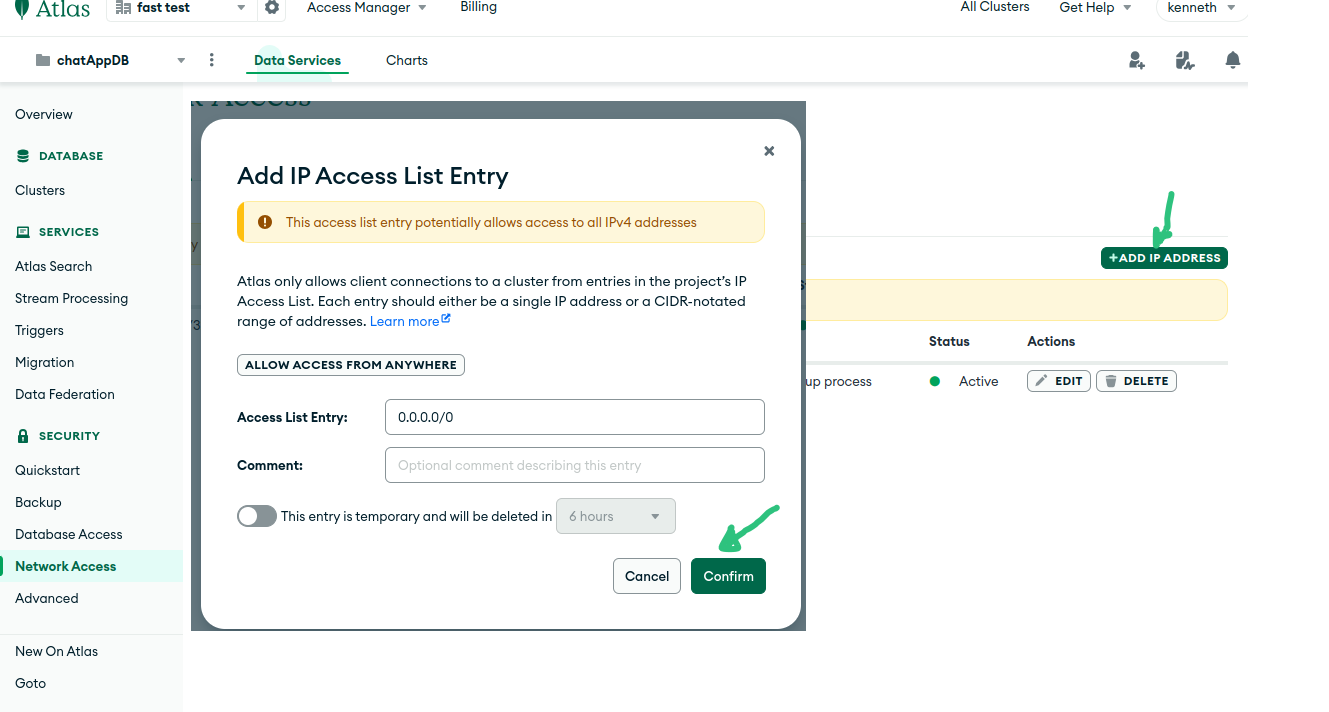 Atlas
fast test
Access Manager
Billing
All Clusters
Get Help
kenneth
chatAppDB
Data Services
Charts
Overview
DATABASE
Clusters
SERVICES
Atlas Search
Stream Processing
Triggers
Migration
Data Federation
SECURITY
Quickstart
Backup
Database Access
Network Access
Advanced
New On Atlas
Goto
Add IP Access List Entry
This access list entry potentially allows access to all IPv4 addresses
Atlas only allows client connections to a cluster from entries in the project's IP
Access List. Each entry should either be a single IP address or a CIDR-notated
range of addresses. Learn more
ALLOW ACCESS FROM ANYWHERE
Access List Entry:
0.0.0.0/0
Comment:
Optional comment describing this entry
This entry is temporary and will be deleted in
6 hours
Cancel
Confirm
+ADD IP ADDRESS
Status
Actions
up process
Active
EDIT
DELETE